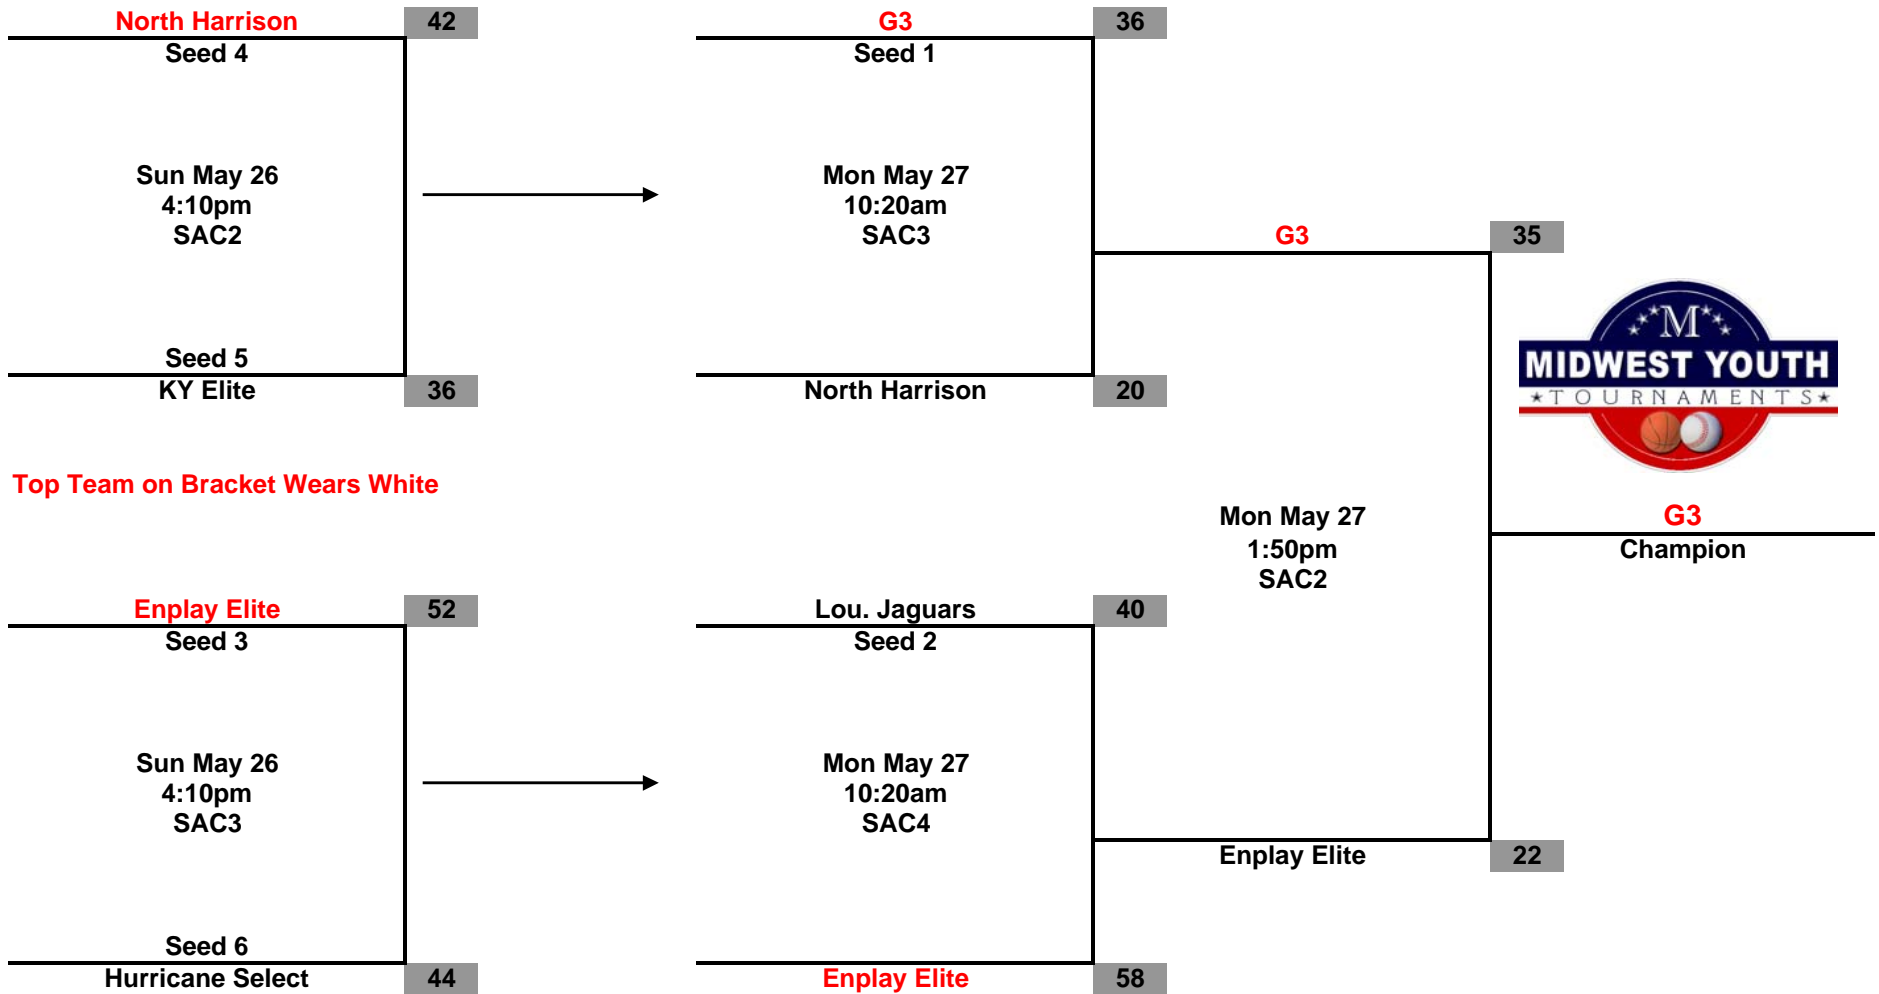 North Harrison 42
Seed 4
Sun May 26
4:10pm
SAC2
Seed 5
KY Elite 36
G3 36
Seed 1
Mon May 27
10:20am
SAC3
North Harrison 20
Top Team on Bracket Wears White
Enplay Elite 52
Seed 3
Sun May 26
4:10pm
SAC3
Seed 6
Hurricane Select 44
Lou. Jaguars 40
Seed 2
Mon May 27
10:20am
SAC4
Enplay Elite 58
G3 35
Mon May 27
1:50pm
SAC2
Enplay Elite 22
M
MIDWEST YOUTH
TOURNAMENTS
G3
Champion